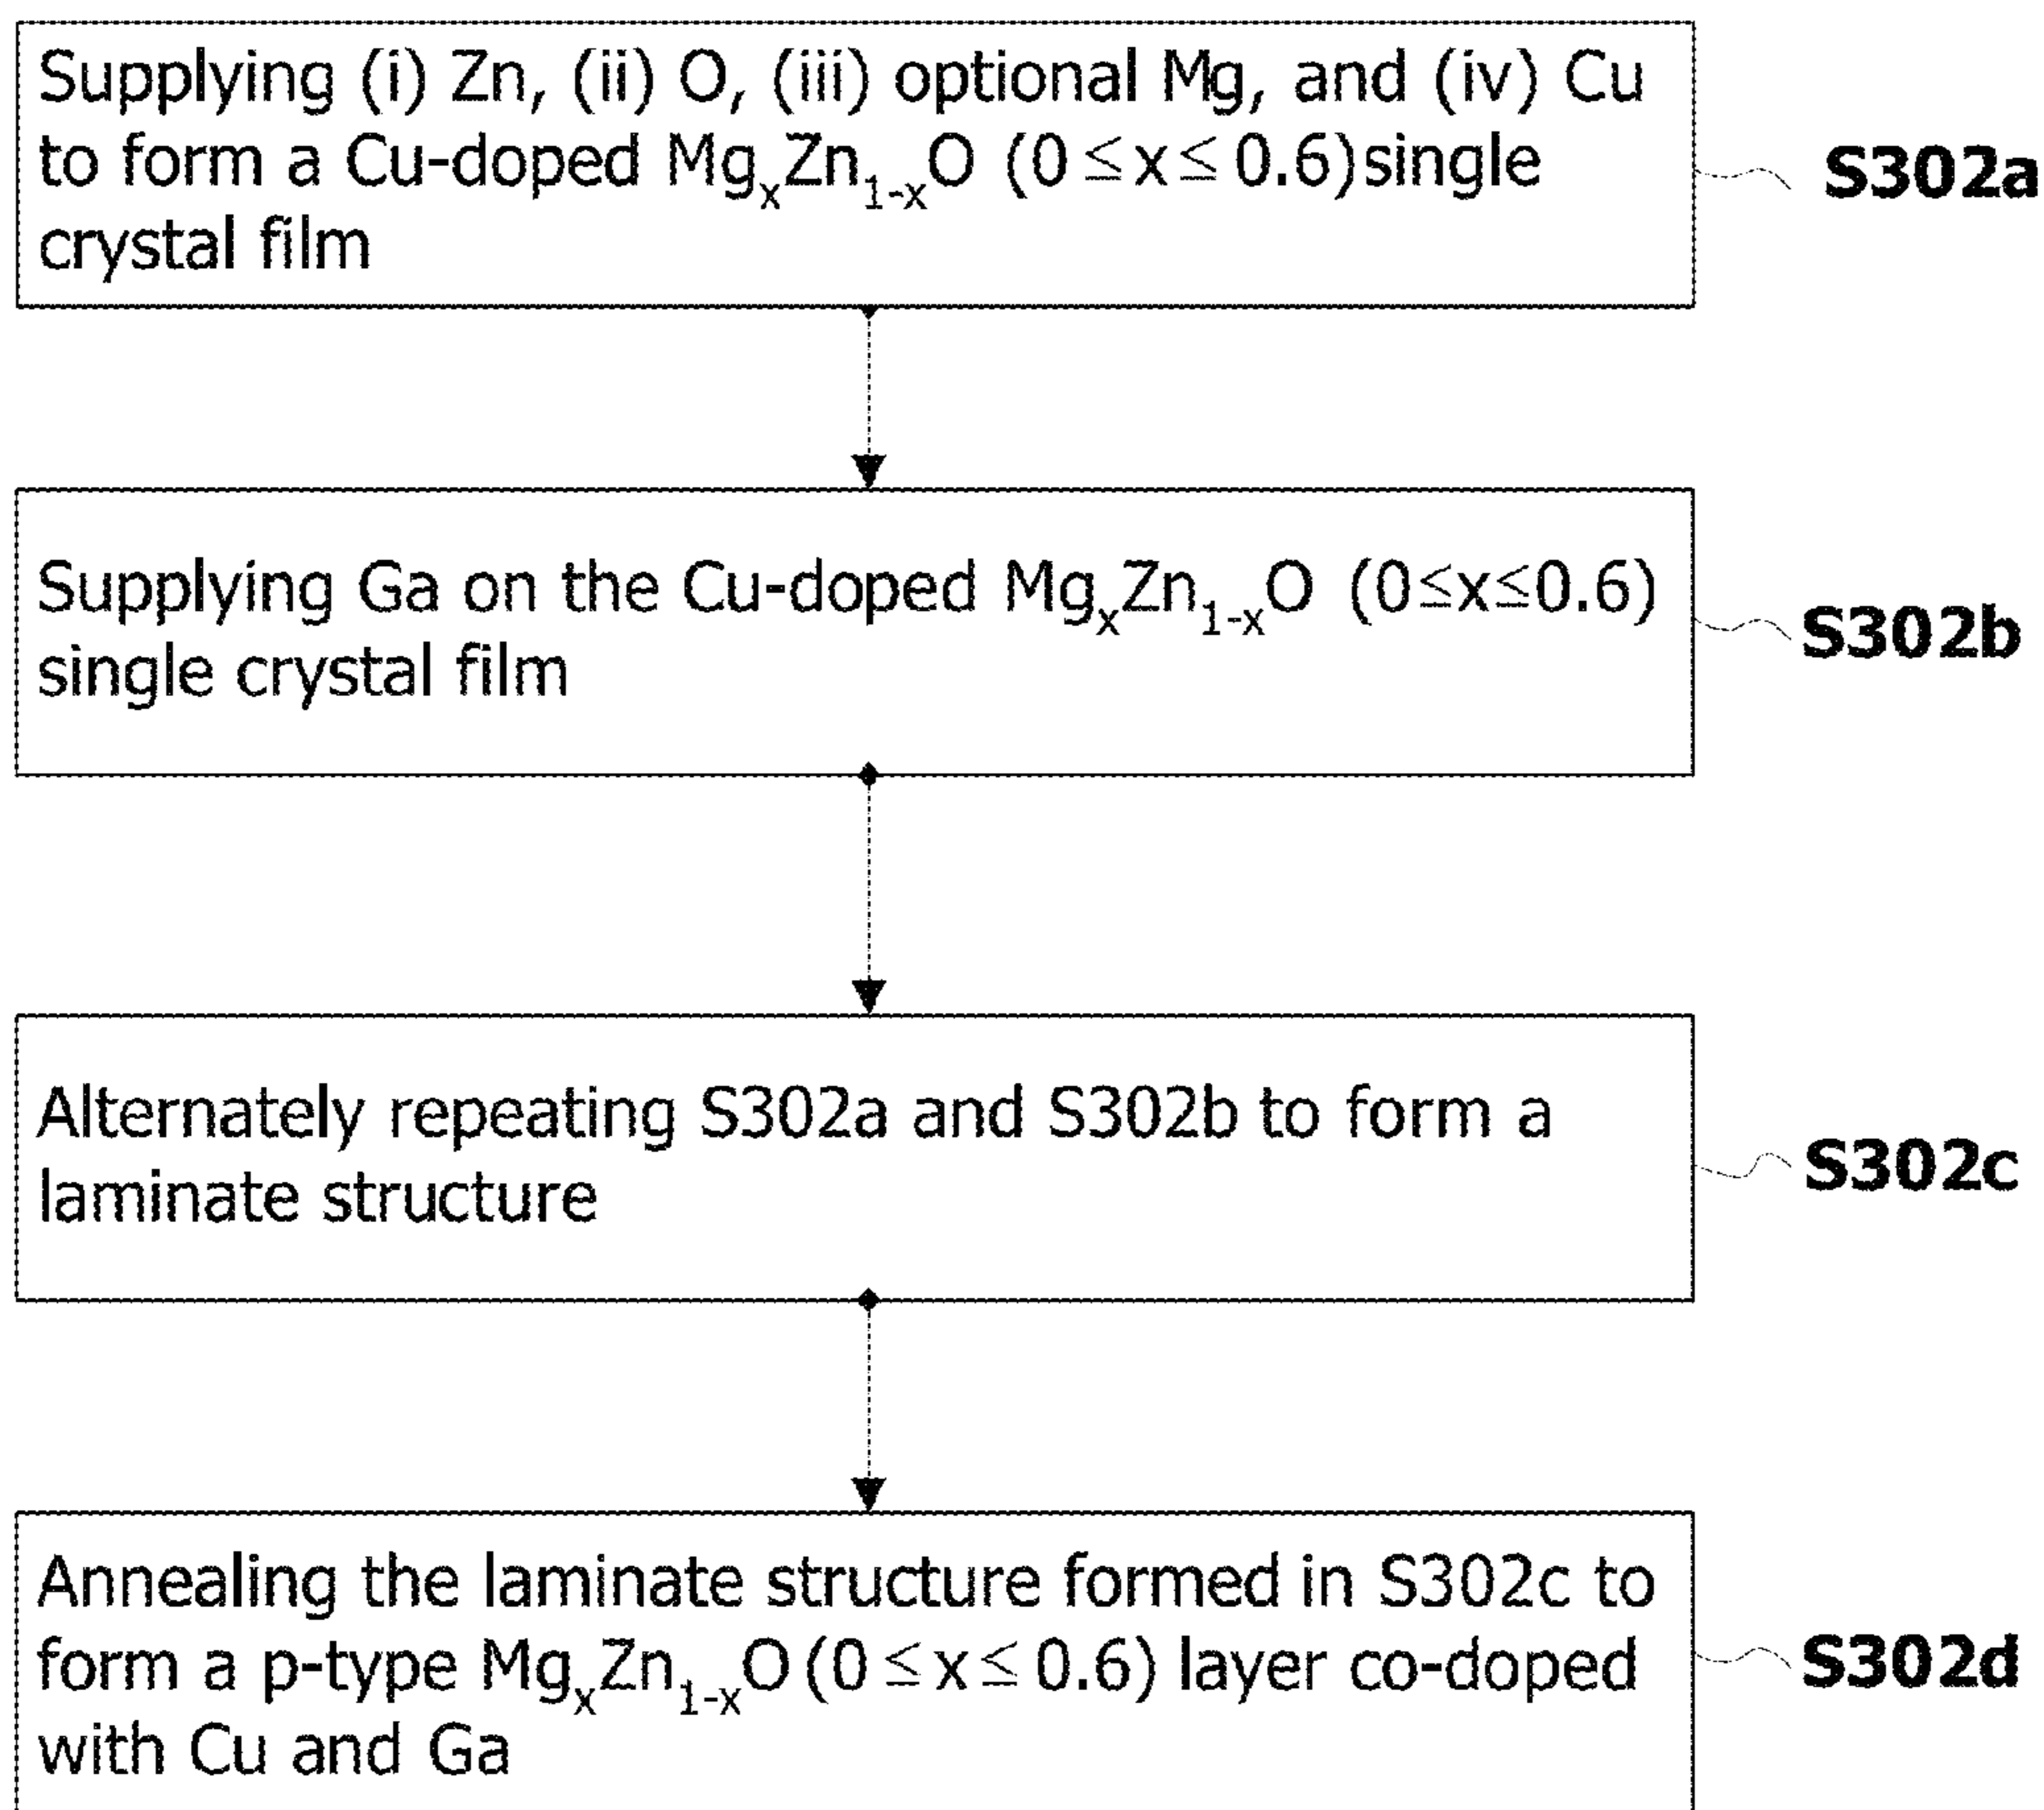 Supplying (i) Zn, (ii) O, (iii) optional Mg, and (iv) Cu
to form a Cu-doped MgₓZn₁₋ₓO (0≤x≤0.6)single
crystal film
S302a
Supplying Ga on the Cu-doped MgₓZn₁₋ₓO (0≤x≤0.6)
single crystal film
S302b
Alternately repeating S302a and S302b to form a
laminate structure
S302c
Annealing the laminate structure formed in S302c to
form a p-type MgₓZn₁₋ₓO(0≤x≤0.6) layer co-doped
with Cu and Ga
S302d